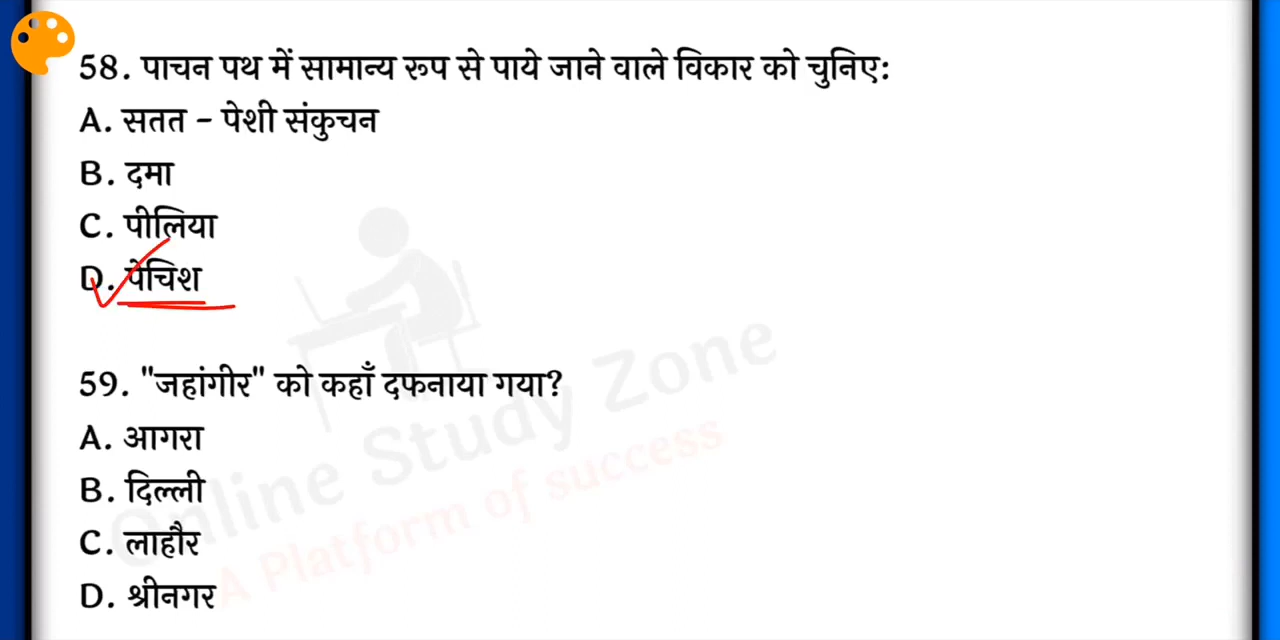 58. पाचन पथ में सामान्य रूप से पाये जाने वाले विकार को चुनिए:
A. सतत - पेशी संकुचन
B. दमा
C. पीलिया
D. पेचिश
59. "जहांगीर" को कहाँ दफनाया गया?
A. आगरा
B. दिल्ली
C. लाहौर
D. श्रीनगर
Online Study Zone
A Platform of success